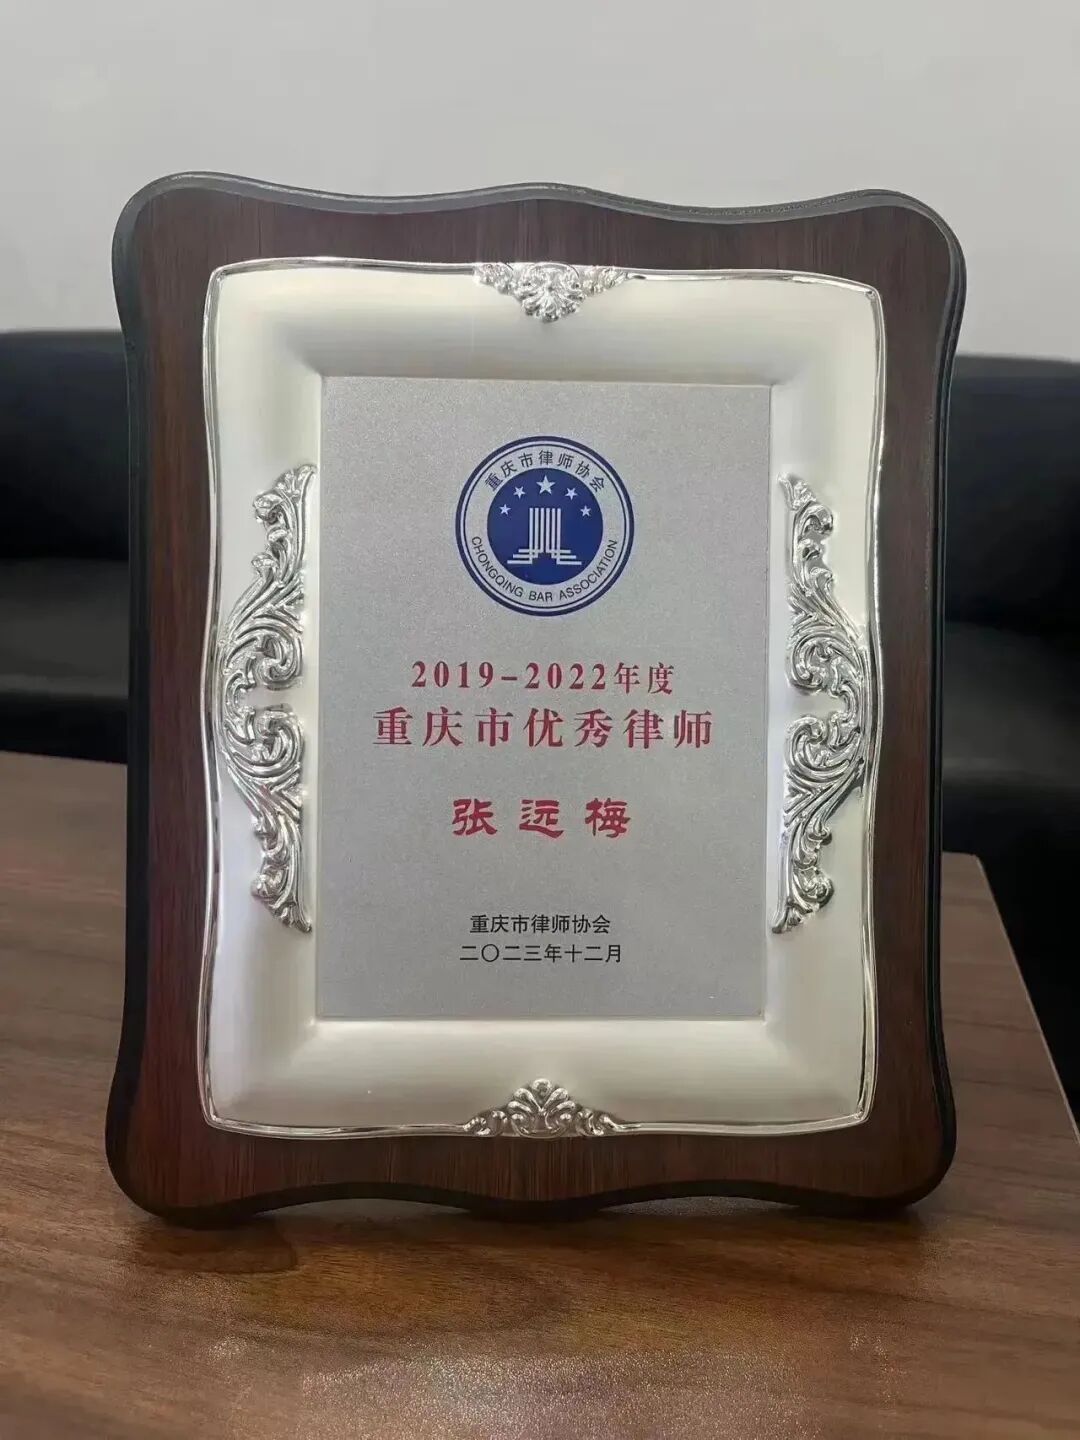 重庆市律师协会
CHONGQING BAR ASSOCIATION
2019-2022年度
重庆市优秀律师
张远梅
重庆市律师协会
二〇二三年十二月